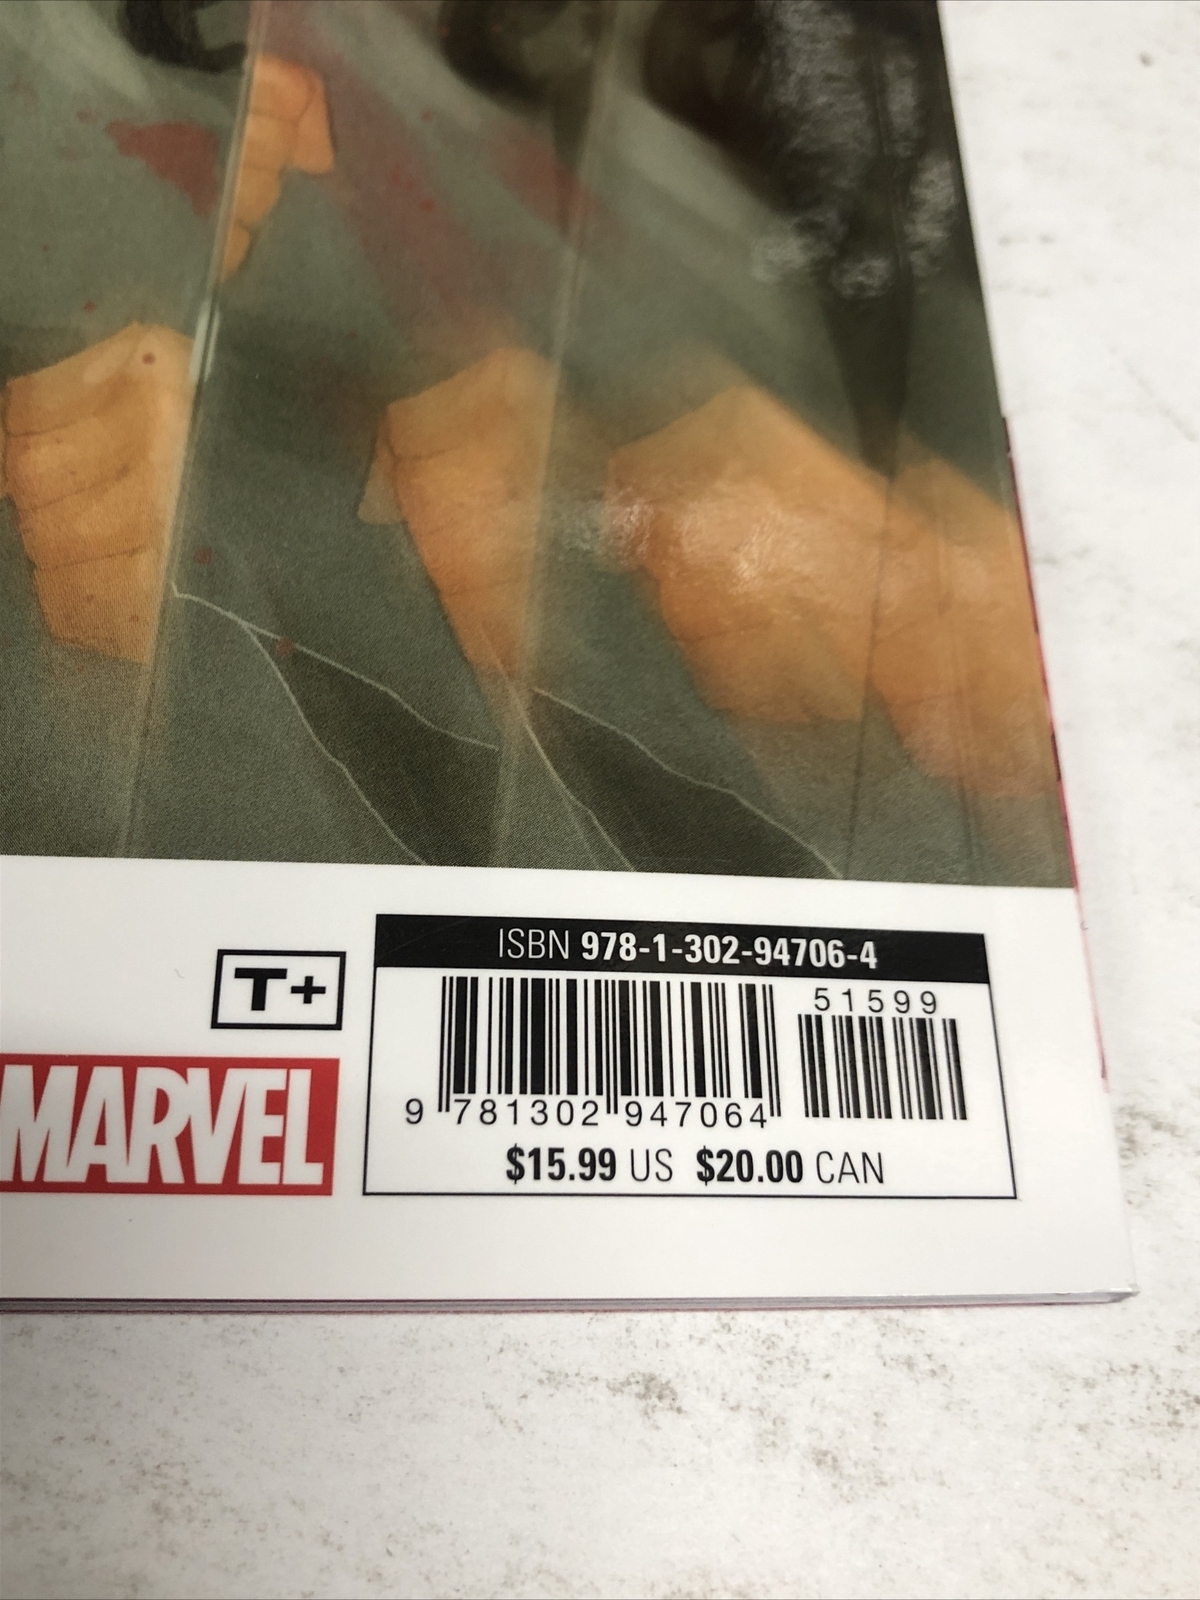 ISBN 978-1-302-94706-4
T+
51599
9 781302 947064
MARVEL
$15.99 US $20.00 CAN